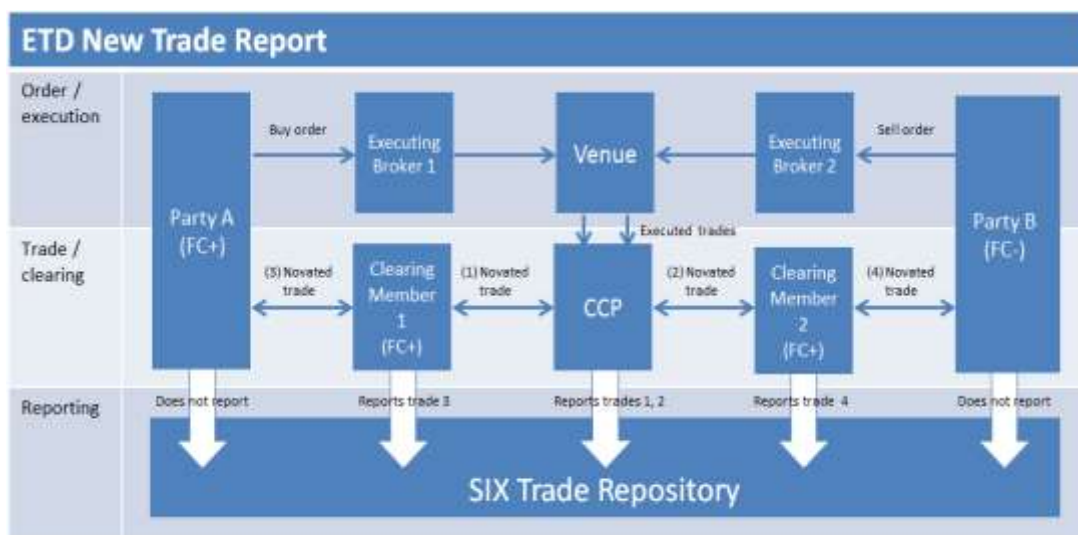 ETD New Trade Report
Order /
execution
Party A
(FC+)
Buy order
Executing
Broker 1
Venue
Executing
Broker 2
Sell order
Party B
(FC-)
Executed trades
Trade /
clearing
(3) Novated
trade
Clearing
Member
1
(FC+)
(1) Novated
trade
CCP
(2) Novated
trade
Clearing
Member
2
(FC+)
(4) Novated
trade
Reporting
Does not report
Reports trade 3
Reports trades 1, 2
Reports trade 4
Does not report
SIX Trade Repository